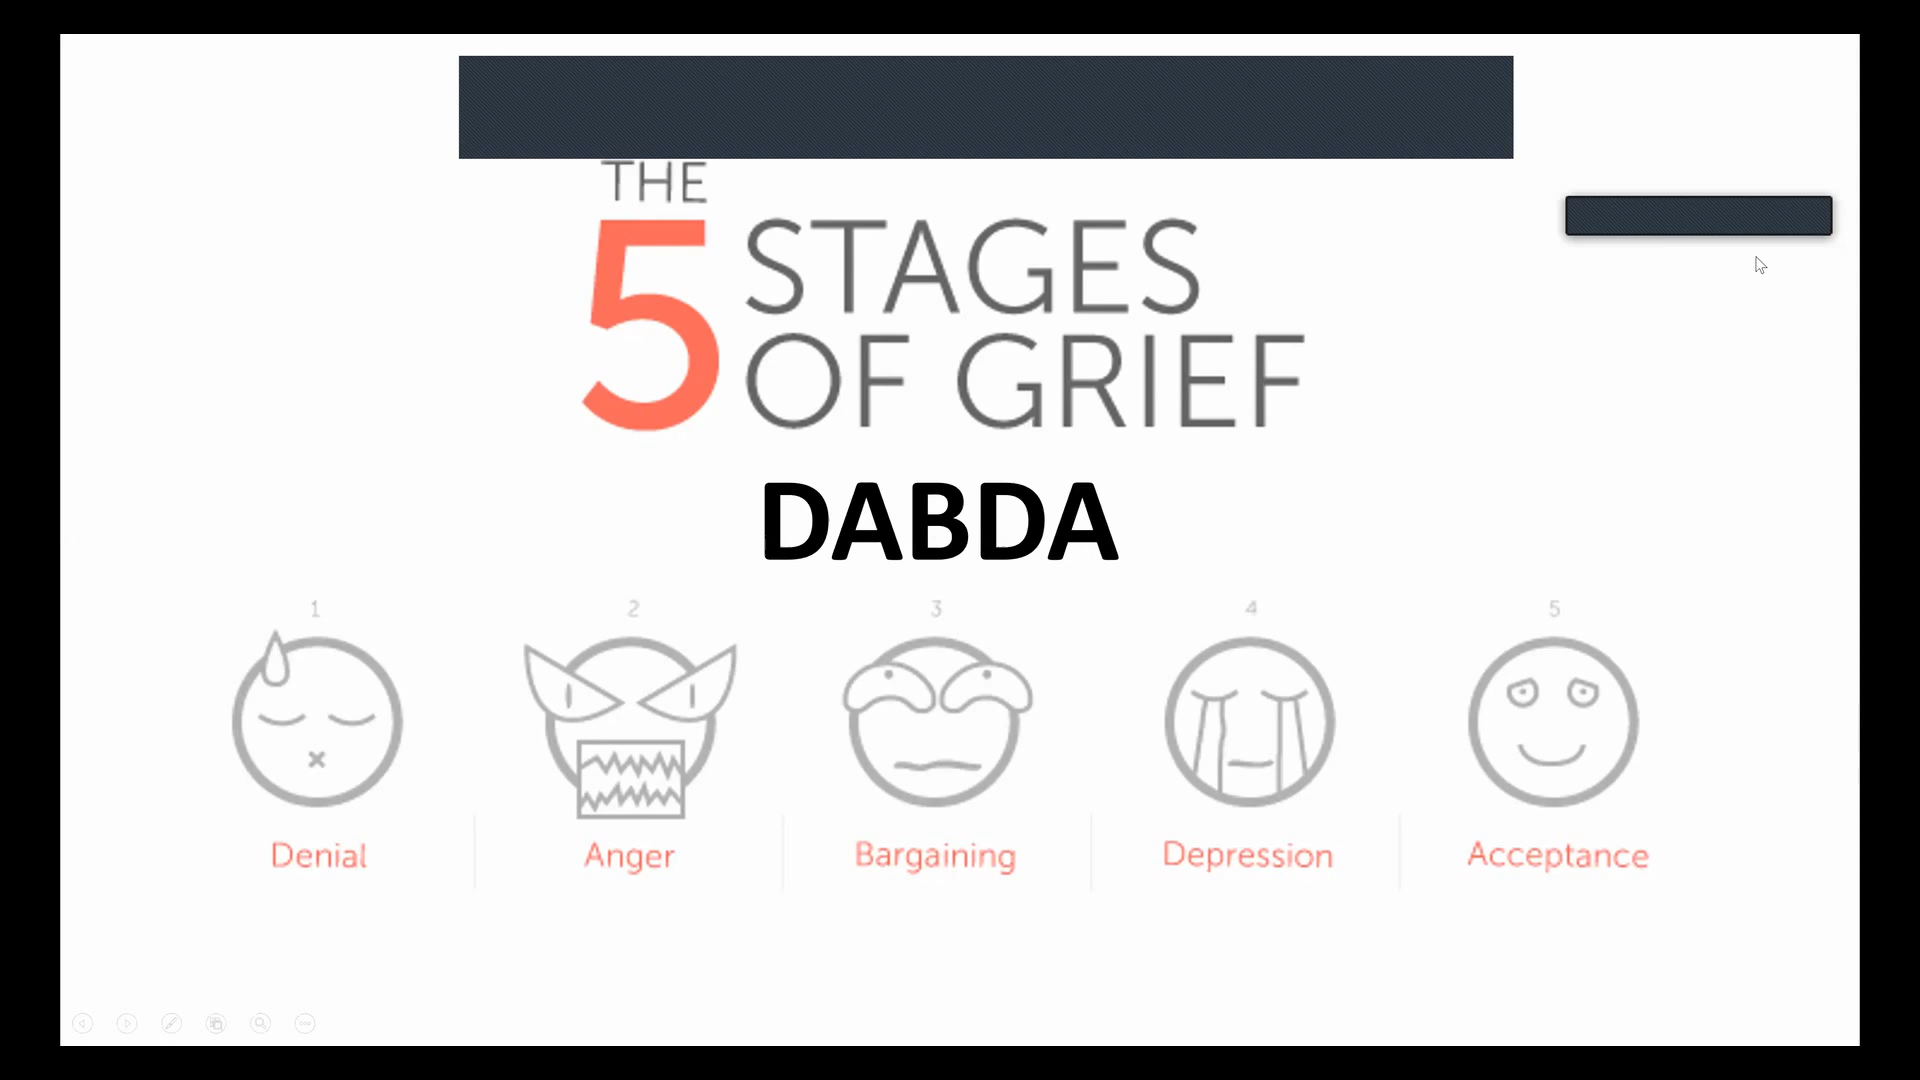 THE
5 STAGES
OF GRIEF
DABDA
1 2 3 4 5
Denial Anger Bargaining Depression Acceptance